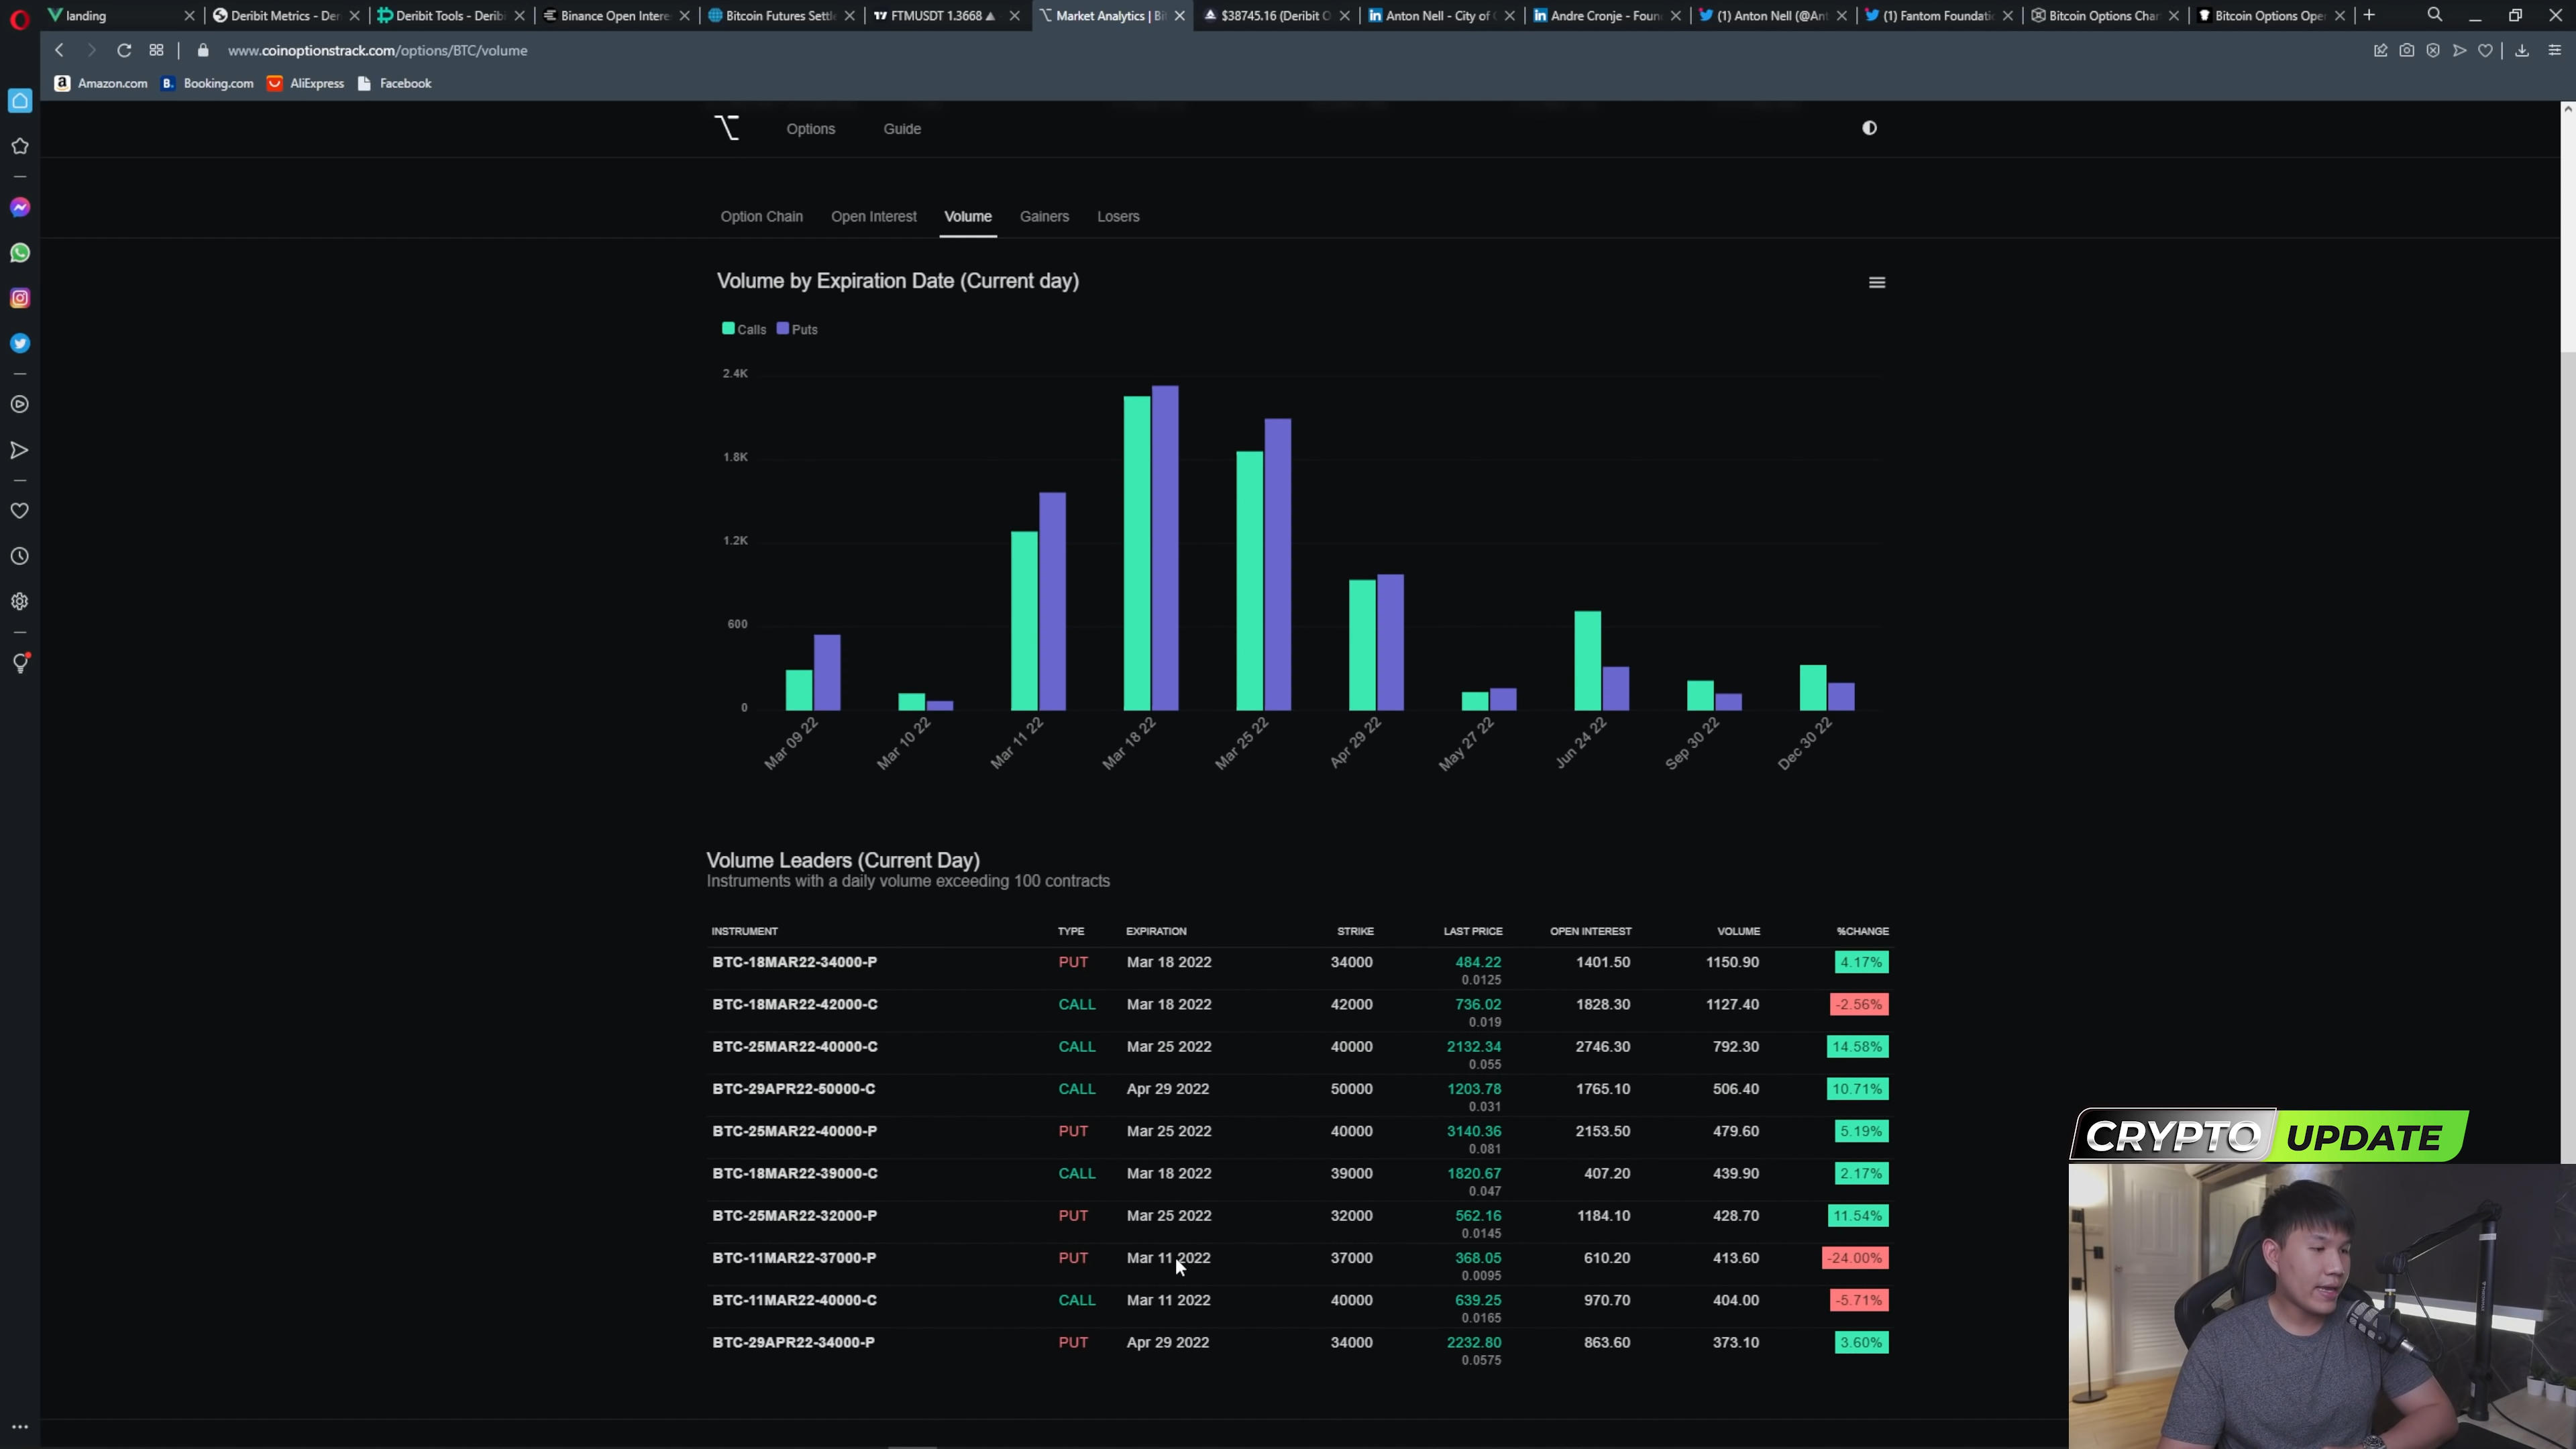 landing
Deribit Metrics - Der
Deribit Tools - Deribi
Binance Open Intere
Bitcoin Futures Settl
FTMUSDT 1.3668 ▲
Market Analytics | Bi
$38745.16 (Deribit O
Anton Nell - City of
Andre Cronje - Foun
(1) Anton Nell (@Ant
(1) Fantom Foundatio
Bitcoin Options Char
Bitcoin Options Ope
www.coinoptionstrack.com/options/BTC/volume
Amazon.com Booking.com AliExpress Facebook
Options Guide
Option Chain Open Interest Volume Gainers Losers
Volume by Expiration Date (Current day)
Calls Puts
2.4K
1.8K
1.2K
600
0
Mar 09 22 Mar 10 22 Mar 11 22 Mar 18 22 Mar 25 22 Apr 29 22 May 27 22 Jun 24 22 Sep 30 22 Dec 30 22
Volume Leaders (Current Day)
Instruments with a daily volume exceeding 100 contracts
INSTRUMENT TYPE EXPIRATION STRIKE LAST PRICE OPEN INTEREST VOLUME %CHANGE
BTC-18MAR22-34000-P PUT Mar 18 2022 34000 484.22 1401.50 1150.90 4.17%
0.0125
BTC-18MAR22-42000-C CALL Mar 18 2022 42000 736.02 1828.30 1127.40 -2.56%
0.019
BTC-25MAR22-40000-C CALL Mar 25 2022 40000 2132.34 2746.30 792.30 14.58%
0.055
BTC-29APR22-50000-C CALL Apr 29 2022 50000 1203.78 1765.10 506.40 10.71%
0.031
BTC-25MAR22-40000-P PUT Mar 25 2022 40000 3140.36 2153.50 479.60 5.19%
0.081
BTC-18MAR22-39000-C CALL Mar 18 2022 39000 1820.67 407.20 439.90 2.17%
0.047
BTC-25MAR22-32000-P PUT Mar 25 2022 32000 562.16 1184.10 428.70 11.54%
0.0145
BTC-11MAR22-37000-P PUT Mar 11 2022 37000 368.05 610.20 413.60 -24.00%
0.0095
BTC-11MAR22-40000-C CALL Mar 11 2022 40000 639.25 970.70 404.00 -5.71%
0.0165
BTC-29APR22-34000-P PUT Apr 29 2022 34000 2232.80 863.60 373.10 3.60%
0.0575
CRYPTO UPDATE